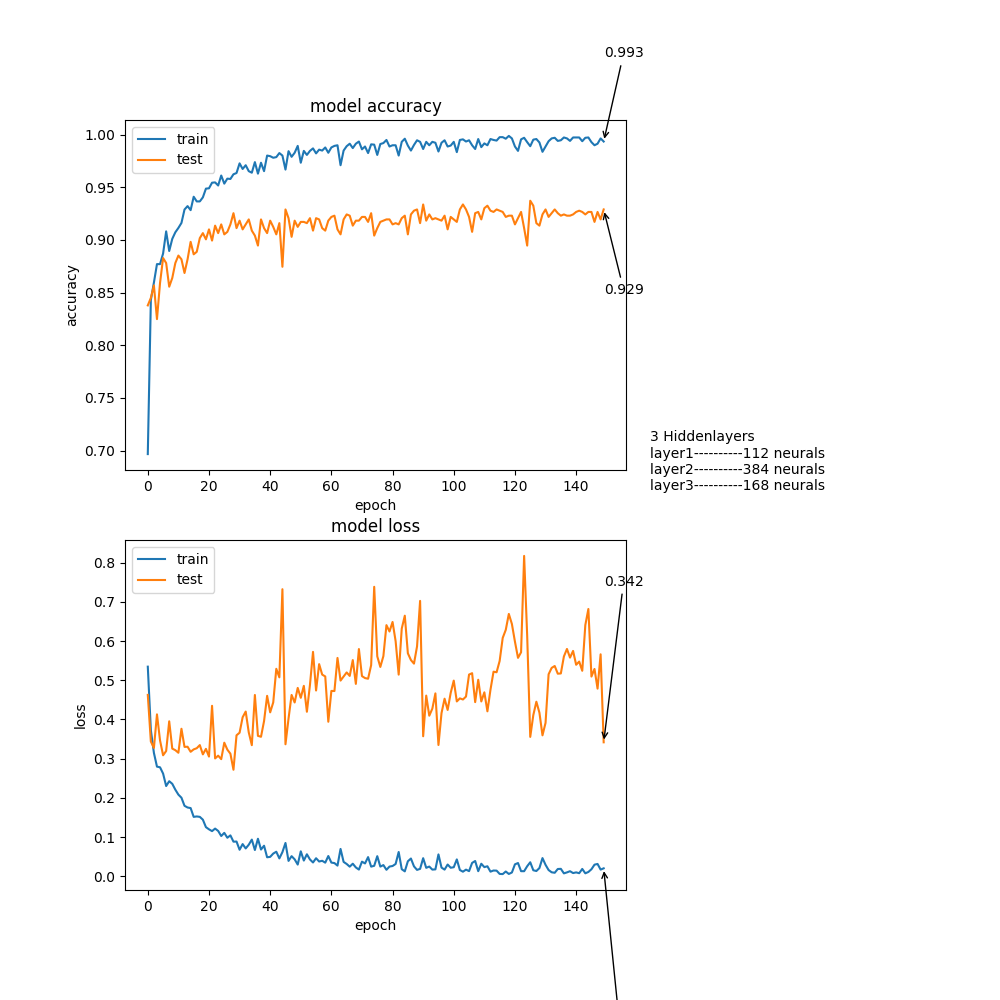 0.993
model accuracy
train
test
1.00
0.95
0.90
0.85
0.80
0.75
0.70
accuracy
0.929
0 20 40 60 80 100 120 140
epoch
3 Hiddenlayers
layer1----------112 neurals
layer2----------384 neurals
layer3----------168 neurals
model loss
train
test
0.342
0.8
0.7
0.6
0.5
0.4
0.3
0.2
0.1
0.0
loss
0 20 40 60 80 100 120 140
epoch